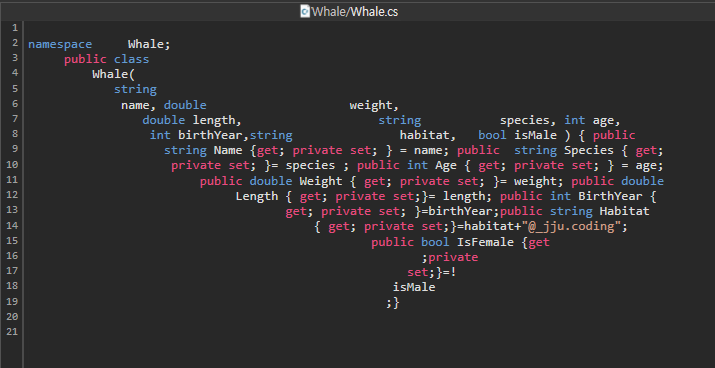 Whale/Whale.cs
1
2 namespace Whale;
3 public class
4 Whale(
5 string
6 name, double weight,
7 double length, string species, int age,
8 int birthYear,string habitat, bool isMale ) { public
9 string Name {get; private set; } = name; public string Species { get;
10 private set; }= species ; public int Age { get; private set; } = age;
11 public double Weight { get; private set; }= weight; public double
12 Length { get; private set;}= length; public int BirthYear {
13 get; private set; }=birthYear;public string Habitat
14 { get; private set;}=habitat+"@_jju.coding";
15 public bool IsFemale {get
16 ;private
17 set;}=!
18 isMale
19 ;}
20
21